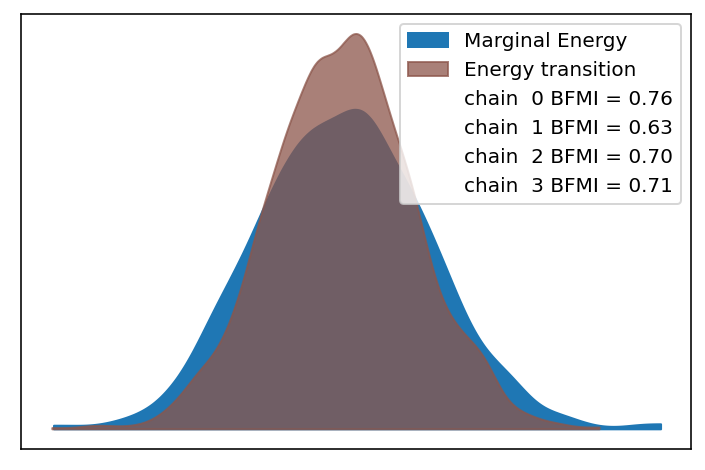 Marginal Energy
Energy transition
chain  0 BFMI = 0.76
chain  1 BFMI = 0.63
chain  2 BFMI = 0.70
chain  3 BFMI = 0.71